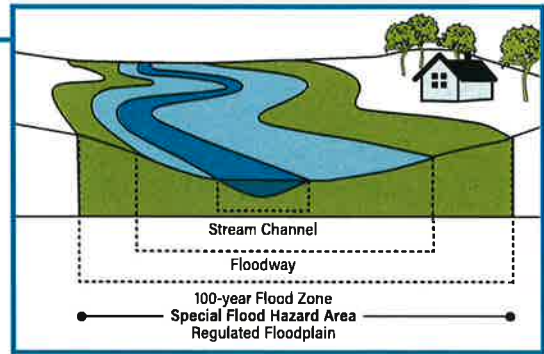 Stream Channel
Floodway
100-year Flood Zone
Special Flood Hazard Area
Regulated Floodplain